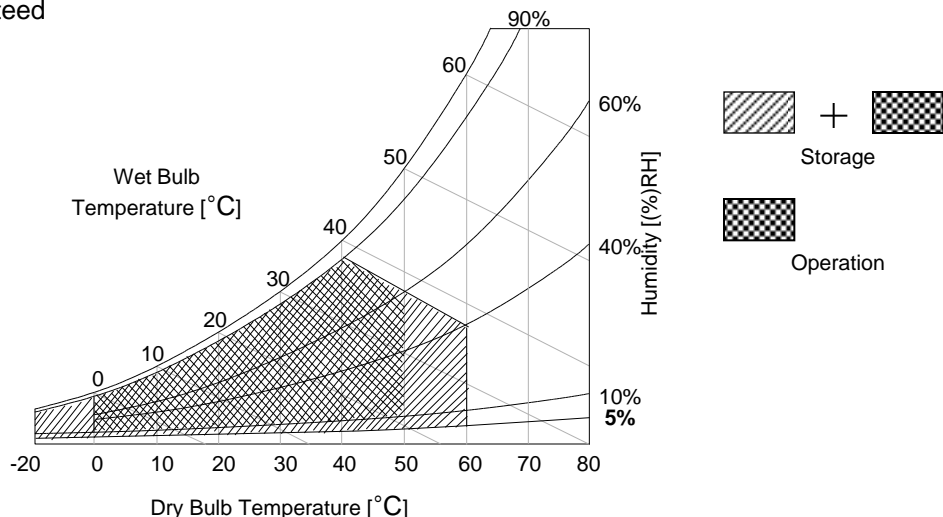 teed
90%
60
60%
50
Wet Bulb
Temperature [°C]
Humidity [(%)RH]
Storage
40
40%
30
Operation
20
10
0
10%
5%
-20 0 10 20 30 40 50 60 70 80
Dry Bulb Temperature [°C]